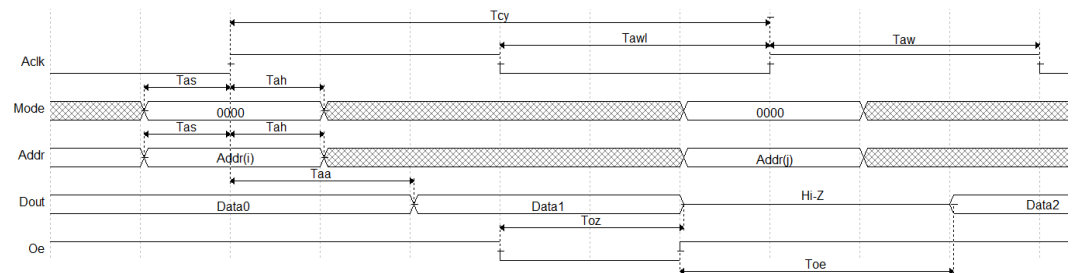 Tcy
Tawl Taw
Aclk
Tas Tah
Mode 0000 0000
Tas Tah
Addr Addr(i) Addr(j)
Taa
Dout Data0 Data1 Hi-Z Data2
Toz
Oe
Toe